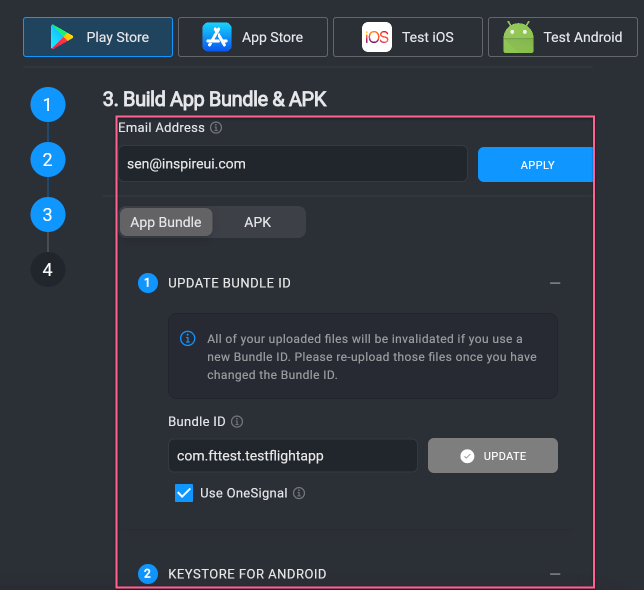 Play Store
App Store
iOS
Test iOS
Test Android
1
3. Build App Bundle & APK
Email Address
2
sen@inspireui.com
APPLY
3
App Bundle
APK
4
1 UPDATE BUNDLE ID
All of your uploaded files will be invalidated if you use a
new Bundle ID. Please re-upload those files once you have
changed the Bundle ID.
Bundle ID
com.fttest.testflightapp
UPDATE
Use OneSignal
2 KEYSTORE FOR ANDROID